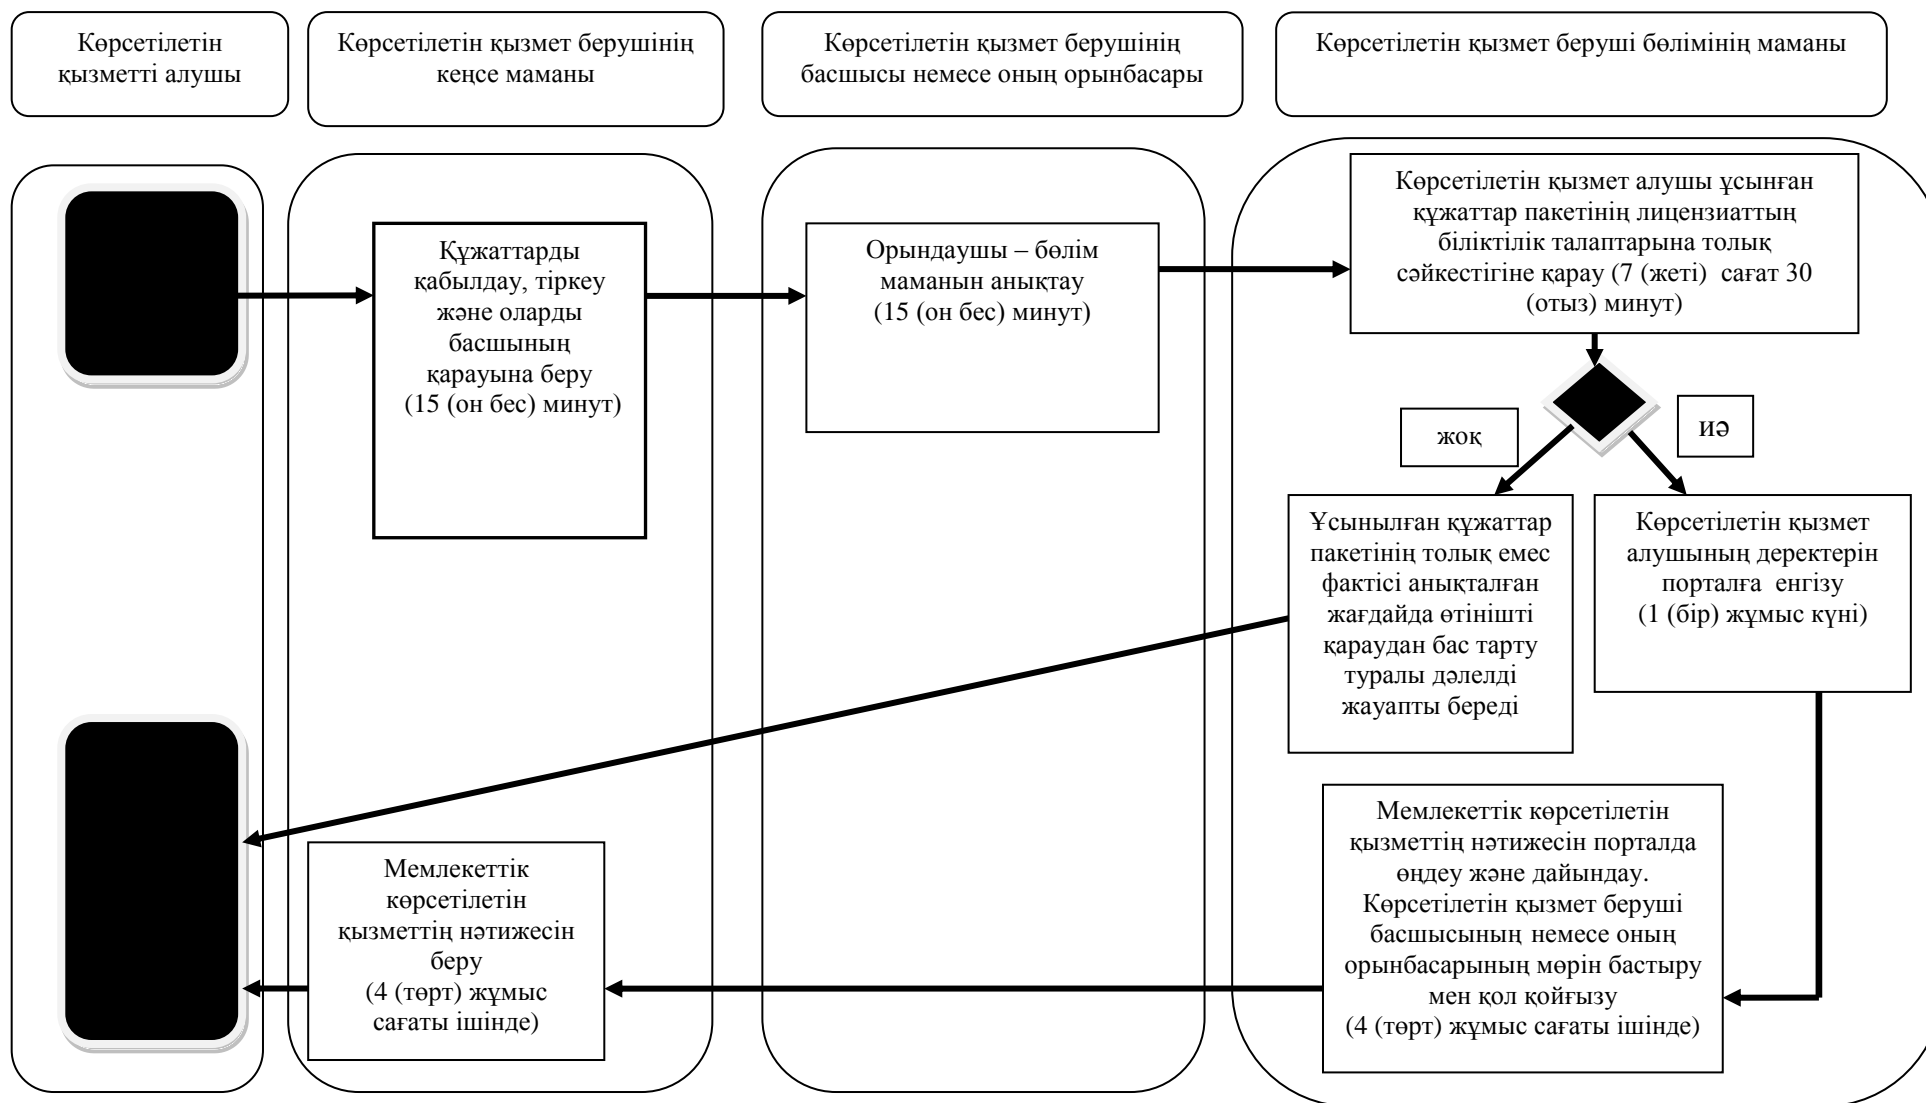 Көрсетілетін
қызметті алушы
Көрсетілетін қызмет берушінің
кеңсе маманы
Көрсетілетін қызмет берушінің
басшысы немесе оның орынбасары
Көрсетілетін қызмет беруші бөлімінің маманы
Құжаттарды
қабылдау, тіркеу
және оларды
басшының
қарауына беру
(15 (он бес) минут)
Орындаушы – бөлім
маманын анықтау
(15 (он бес) минут)
Көрсетілетін қызмет алушы ұсынған
құжаттар пакетінің лицензиаттың
біліктілік талаптарына толық
сәйкестігіне қарау (7 (жеті) сағат 30
(отыз) минут)
жоқ
иә
Ұсынылған құжаттар
пакетінің толық емес
фактісі анықталған
жағдайда өтінішті
қараудан бас тарту
туралы дәлелді
жауапты береді
Көрсетілетін қызмет
алушының деректерін
порталға енгізу
(1 (бір) жұмыс күні)
Мемлекеттік көрсетілетін
қызметтің нәтижесін порталда
өңдеу және дайындау.
Көрсетілетін қызмет беруші
басшысының немесе оның
орынбасарының мөрін бастыру
мен қол қойғызу
(4 (төрт) жұмыс сағаты ішінде)
Мемлекеттік
көрсетілетін
қызметтің нәтижесін
беру
(4 (төрт) жұмыс
сағаты ішінде)